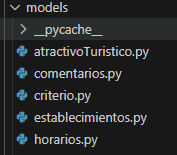 models
__pycache__
atractivoTuristico.py
comentarios.py
criterio.py
establecimientos.py
horarios.py